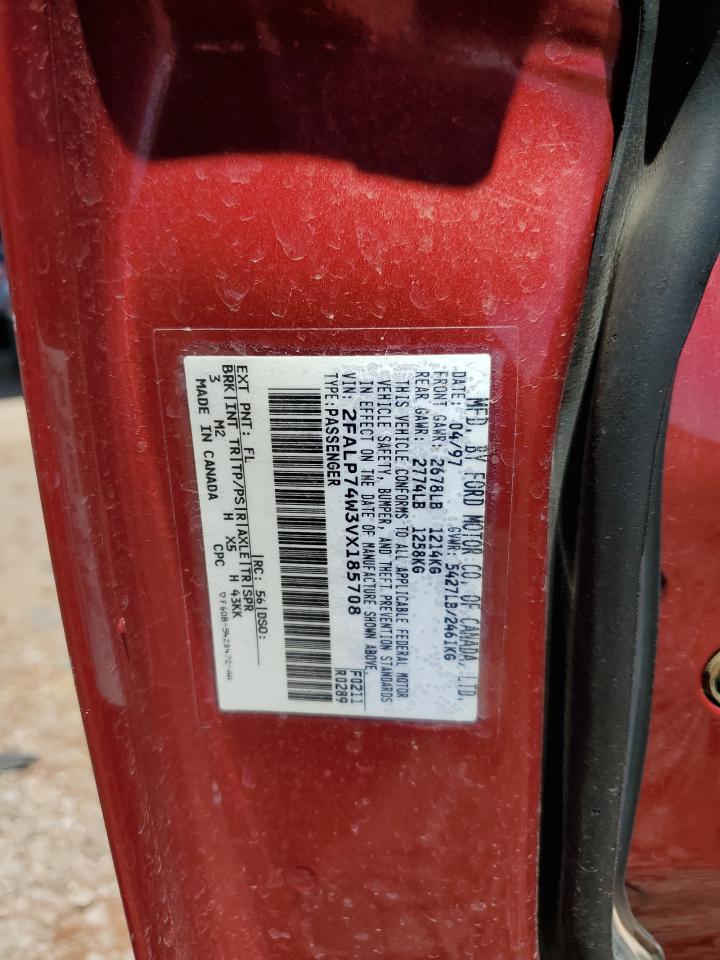 MFD. BY FORD MOTOR CO. OF CANADA, LTD.
DATE: 04/97 GVWR: 5427LB/2461KG
FRONT GAWR: 2678LB 1214KG
REAR GAWR: 2774LB 1258KG
THIS VEHICLE CONFORMS TO ALL APPLICABLE FEDERAL MOTOR
VEHICLE SAFETY, BUMPER, AND THEFT PREVENTION STANDARDS
IN EFFECT ON THE DATE OF MANUFACTURE SHOWN ABOVE.
VIN: 2FALP74W3VX185708 F0211
TYPE: PASSENGER R0289
EXT PNT: FL RC: 56 DSO:
BRK INT TR TP/PS R AXLE TR SPR
3 M2 H X5 H 43KK
MADE IN CANADA CPC